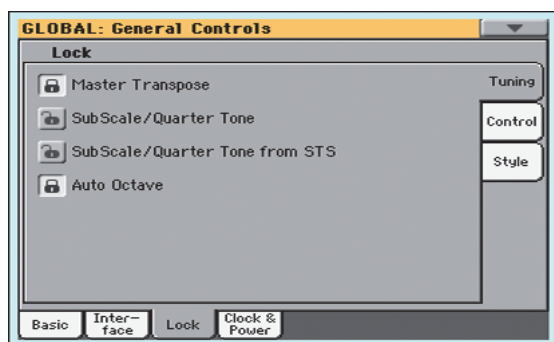 GLOBAL: General Controls
Lock
Master Transpose
SubScale/Quarter Tone
SubScale/Quarter Tone from STS
Auto Octave
Tuning
Control
Style
Basic
Inter-
face
Lock
Clock &
Power